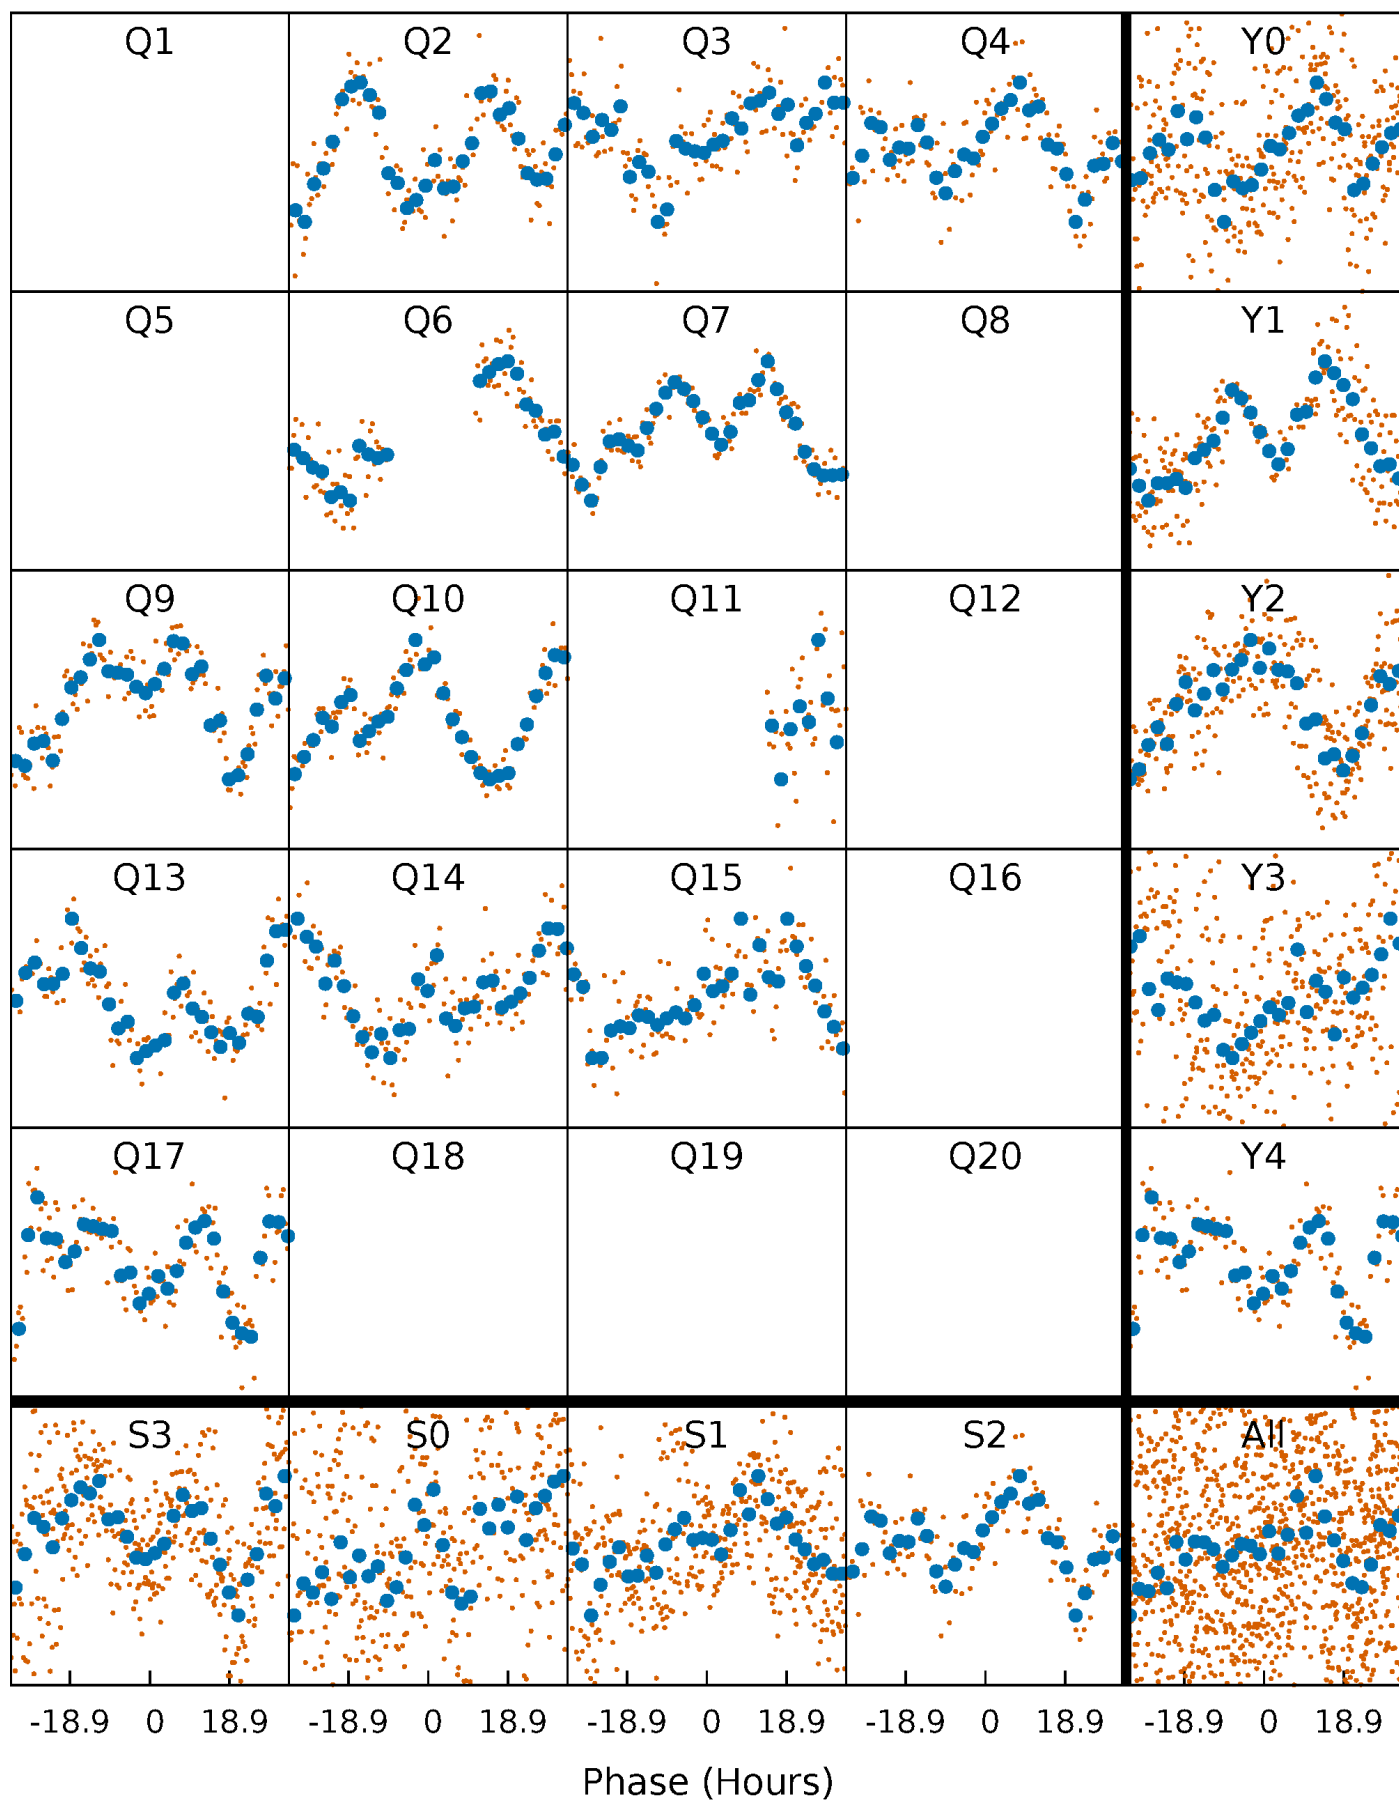 Q1 Q2 Q3 Q4 Y0
Q5 Q6 Q7 Q8 Y1
Q9 Q10 Q11 Q12 Y2
Q13 Q14 Q15 Q16 Y3
Q17 Q18 Q19 Q20 Y4
S3 S0 S1 S2 All
-18.9 0 18.9 -18.9 0 18.9 -18.9 0 18.9 -18.9 0 18.9 -18.9 0 18.9
Phase (Hours)